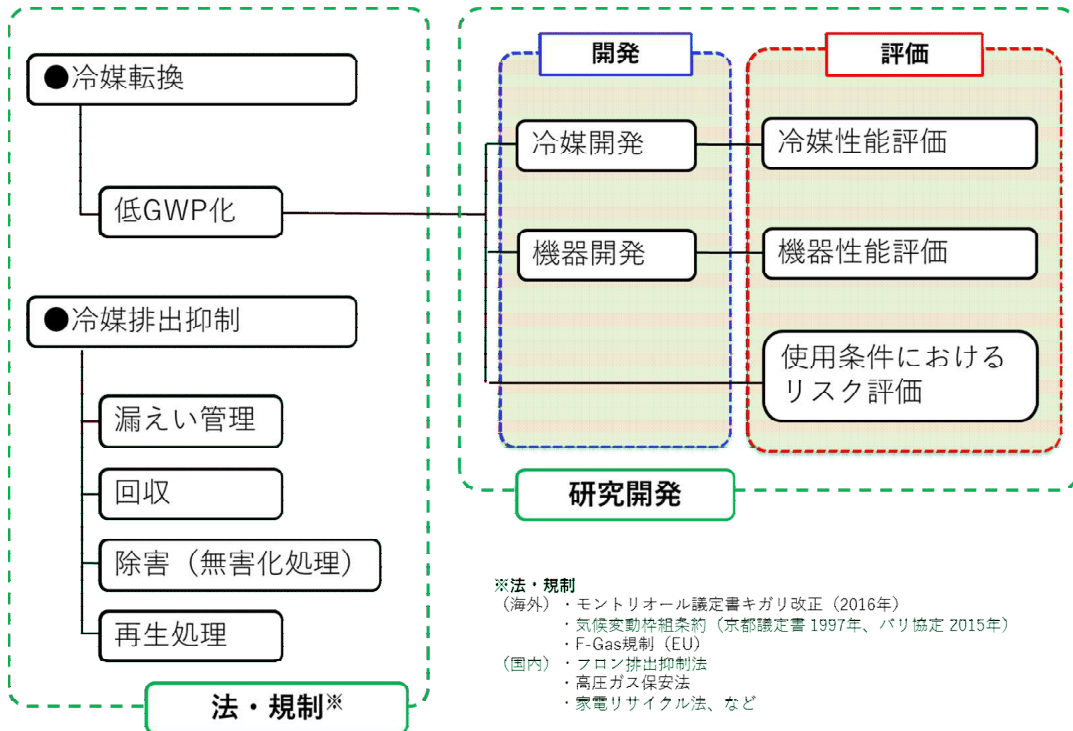 ●冷媒転換
低GWP化
●冷媒排出抑制
漏えい管理
回収
除害（無害化処理）
再生処理
法・規制※
開発
評価
冷媒開発
冷媒性能評価
機器開発
機器性能評価
使用条件における
リスク評価
研究開発
※法・規制
（海外）・モントリオール議定書キガリ改正（2016年）
・気候変動枠組条約（京都議定書 1997年、パリ協定 2015年）
・F-Gas規制（EU）
（国内）・フロン排出抑制法
・高圧ガス保安法
・家電リサイクル法、など